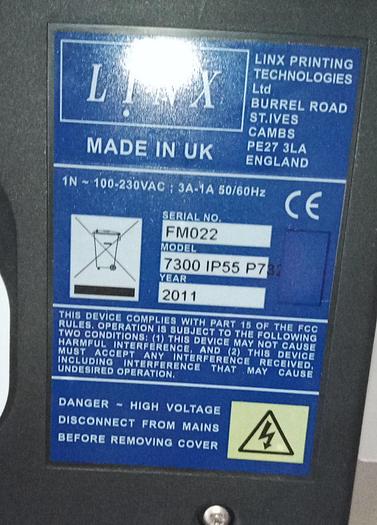 LINX
LINX PRINTING
TECHNOLOGIES
Ltd
BURREL ROAD
ST.IVES
CAMBS
PE27 3LA
ENGLAND
MADE IN UK
1N ~ 100-230VAC ; 3A-1A 50/60Hz
CE
SERIAL NO.
FM022
MODEL
7300 IP55 P732
YEAR
2011
THIS DEVICE COMPLIES WITH PART 15 OF THE FCC
RULES. OPERATION IS SUBJECT TO THE FOLLOWING
TWO CONDITIONS: (1) THIS DEVICE MAY NOT CAUSE
HARMFUL INTERFERENCE, AND (2) THIS DEVICE
MUST ACCEPT ANY INTERFERENCE RECEIVED,
INCLUDING INTERFERENCE THAT MAY CAUSE
UNDESIRED OPERATION.
DANGER ~ HIGH VOLTAGE
DISCONNECT FROM MAINS
BEFORE REMOVING COVER